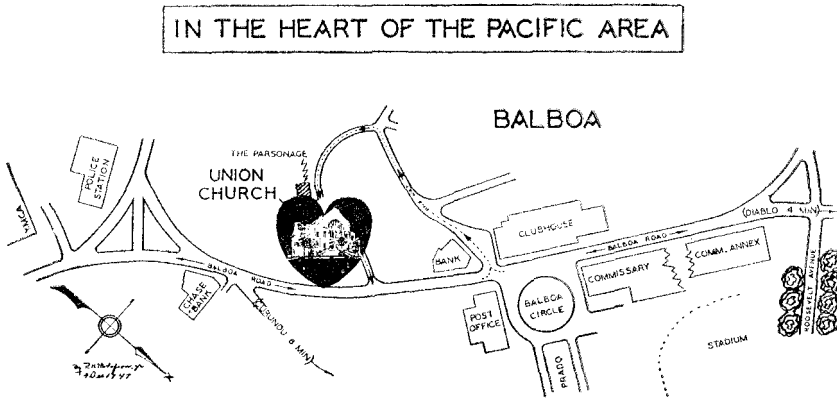 IN THE HEART OF THE PACIFIC AREA
BALBOA
THE PARSONAGE
UNION
CHURCH
POLICE
STATION
YMCA
CLUBHOUSE
(DIABLO 4 MIN)
BALBOA ROAD
BANK
COMM. ANNEX
COMMISSARY
BALBOA ROAD
CHASE
BANK
BALBOA
CIRCLE
POST
OFFICE
ROOSEVELT AVENUE
STADIUM
PRADO